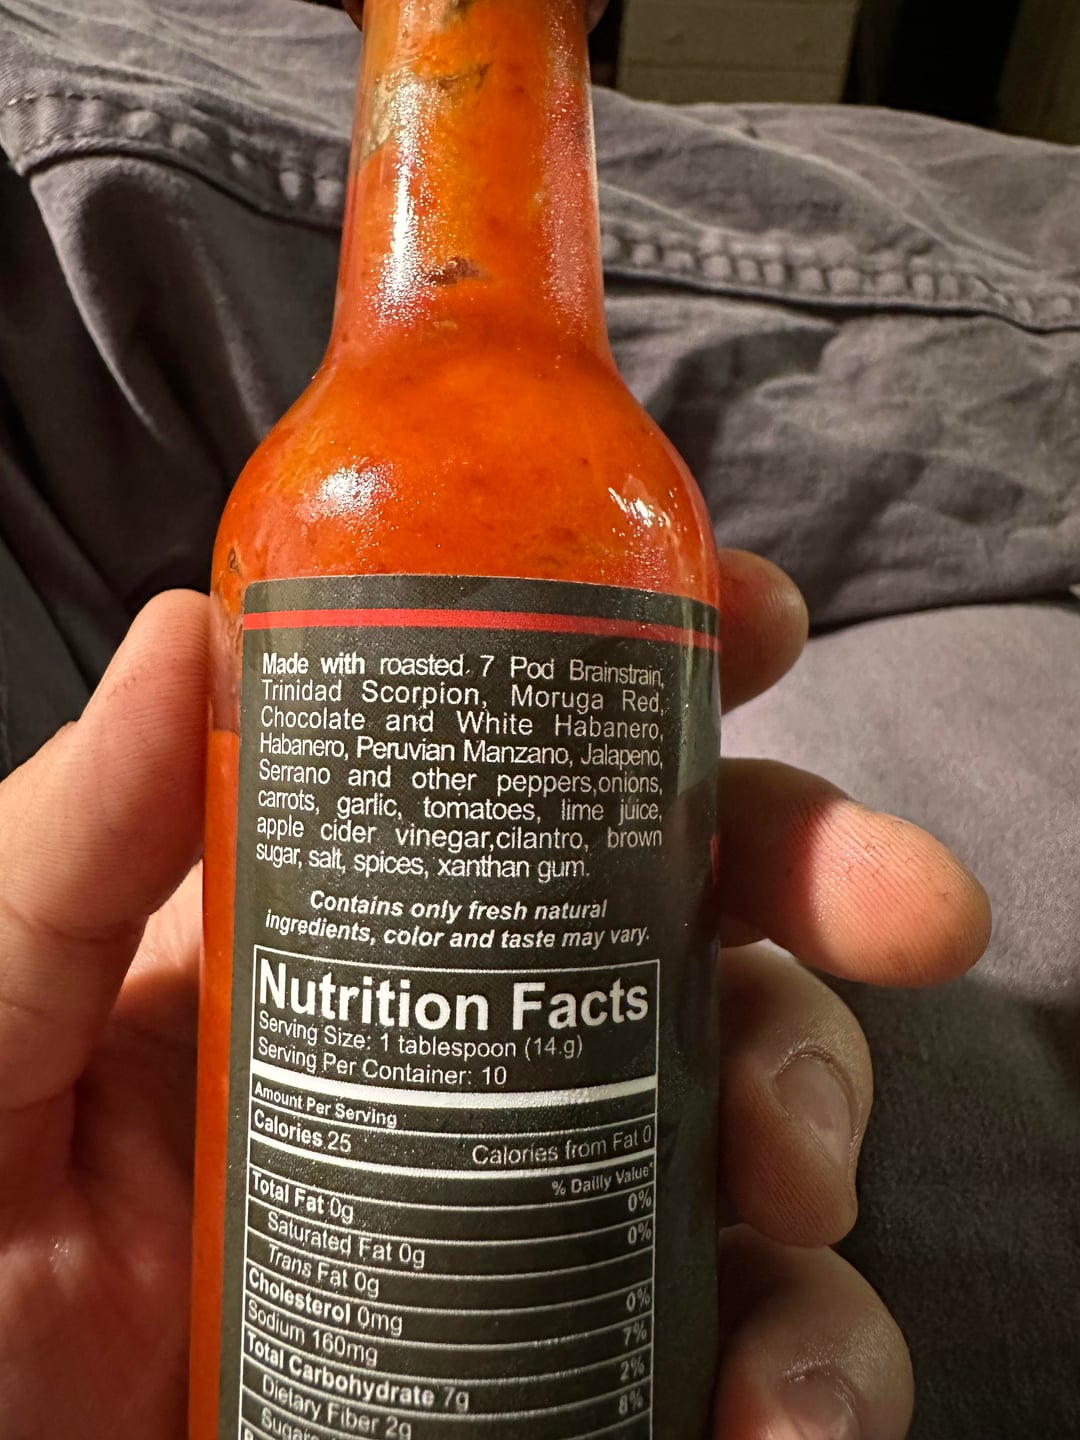 Made with roasted. 7 Pod Brainstrain,
Trinidad Scorpion, Moruga Red,
Chocolate and White Habanero,
Habanero, Peruvian Manzano, Jalapeno,
Serrano and other peppers,onions,
carrots, garlic, tomatoes, lime juice,
apple cider vinegar,cilantro, brown
sugar, salt, spices, xanthan gum.
Contains only fresh natural
ingredients, color and taste may vary.
Nutrition Facts
Serving Size: 1 tablespoon (14.g)
Serving Per Container: 10
Amount Per Serving
Calories 25 Calories from Fat 0
% Dailly Value*
Total Fat 0g 0%
Saturated Fat 0g 0%
Trans Fat 0g
Cholesterol 0mg 0%
Sodium 160mg 7%
Total Carbohydrate 7g 2%
Dietary Fiber 2g 8%
Sugars